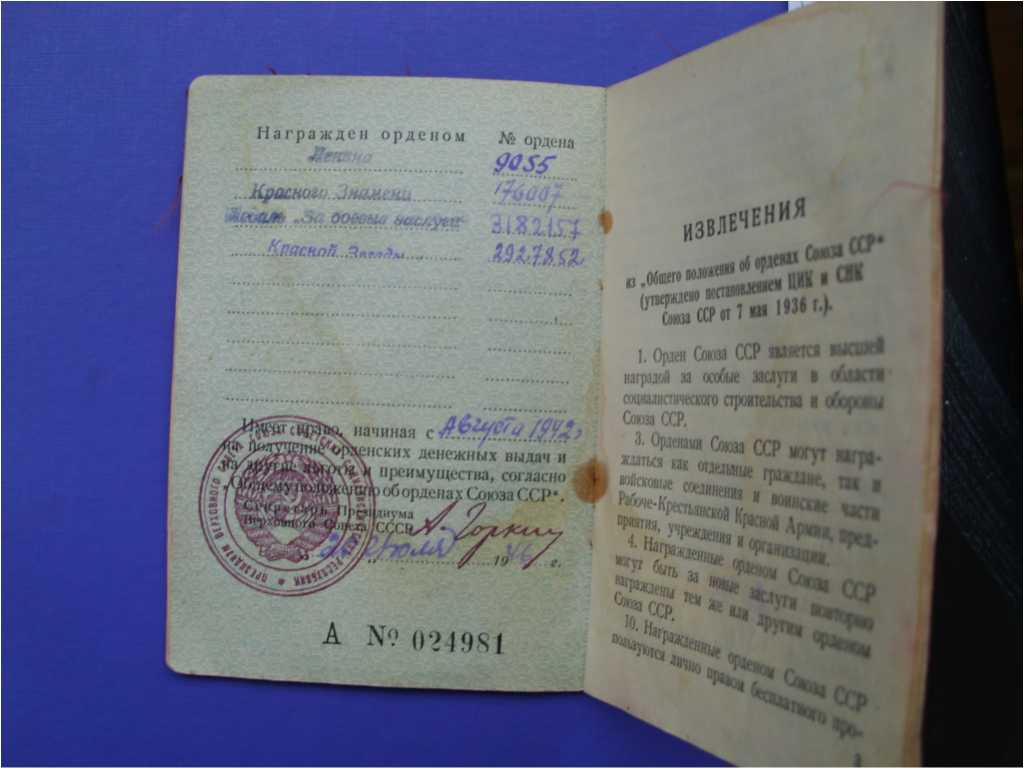 Награжден орденом № ордена
Ленина 9055
Красного Знамени 176007
Медаль „За боевые заслуги 3182157
Красной Звезды 2927852
Имеет право, начиная с Августа 1942г
на получение орденских денежных выдач и
на другие льготы и преимущества, согласно
„Общему положению об орденах Союза ССР“.
Секретарь Президиума
Верховного Совета СССР А. Горкин
Июля 1946 г.
А № 024981
ИЗВЛЕЧЕНИЯ
из „Общего положения об орденах Союза ССР“
(утверждено постановлением ЦИК и СНК
Союза ССР от 7 мая 1936 г.).
1. Орден Союза ССР является высшей
наградой за особые заслуги в области
социалистического строительства и обороны
Союза ССР.
3. Орденами Союза ССР могут награ-
ждаться как отдельные граждане, так и
войсковые соединения и воинские части
Рабоче-Крестьянской Красной Армии, пред-
приятия, учреждения и организации.
4. Награжденные орденом Союза ССР
могут быть за новые заслуги повторно
награждены тем же или другим орденом
Союза ССР.
10. Награжденные орденом Союза ССР
пользуются лично правом бесплатного про-